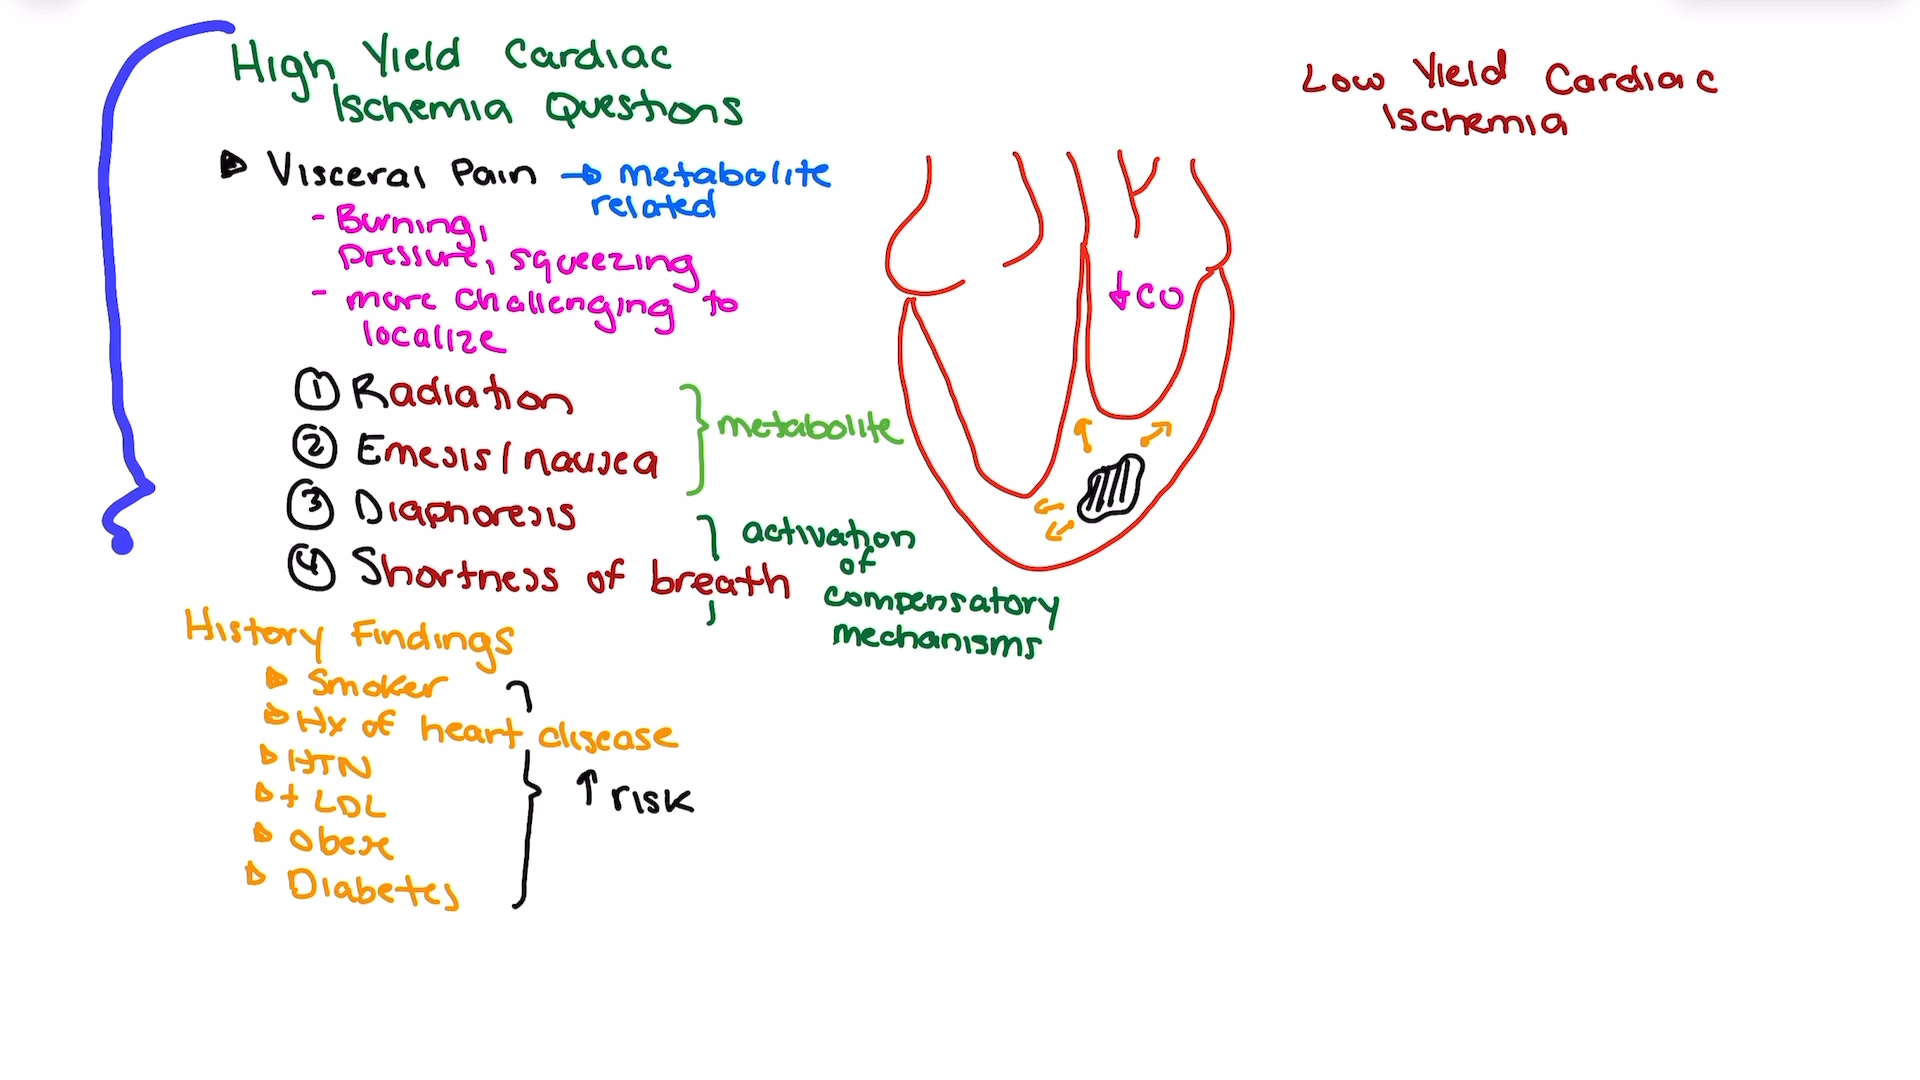 High Yield Cardiac
Ischemia Questions
Visceral Pain → metabolite
related
- Burning,
Pressure, squeezing
- more challenging to
localize
① Radiation
② Emesis/nausea
metabolite
③ Diaphoresis
④ Shortness of breath
activation
of
compensatory
mechanisms
History Findings
Smoker
Hx of heart disease
HTN
↑ LDL
Obese
Diabetes
↑ risk
↓CO
Low Yield Cardiac
Ischemia